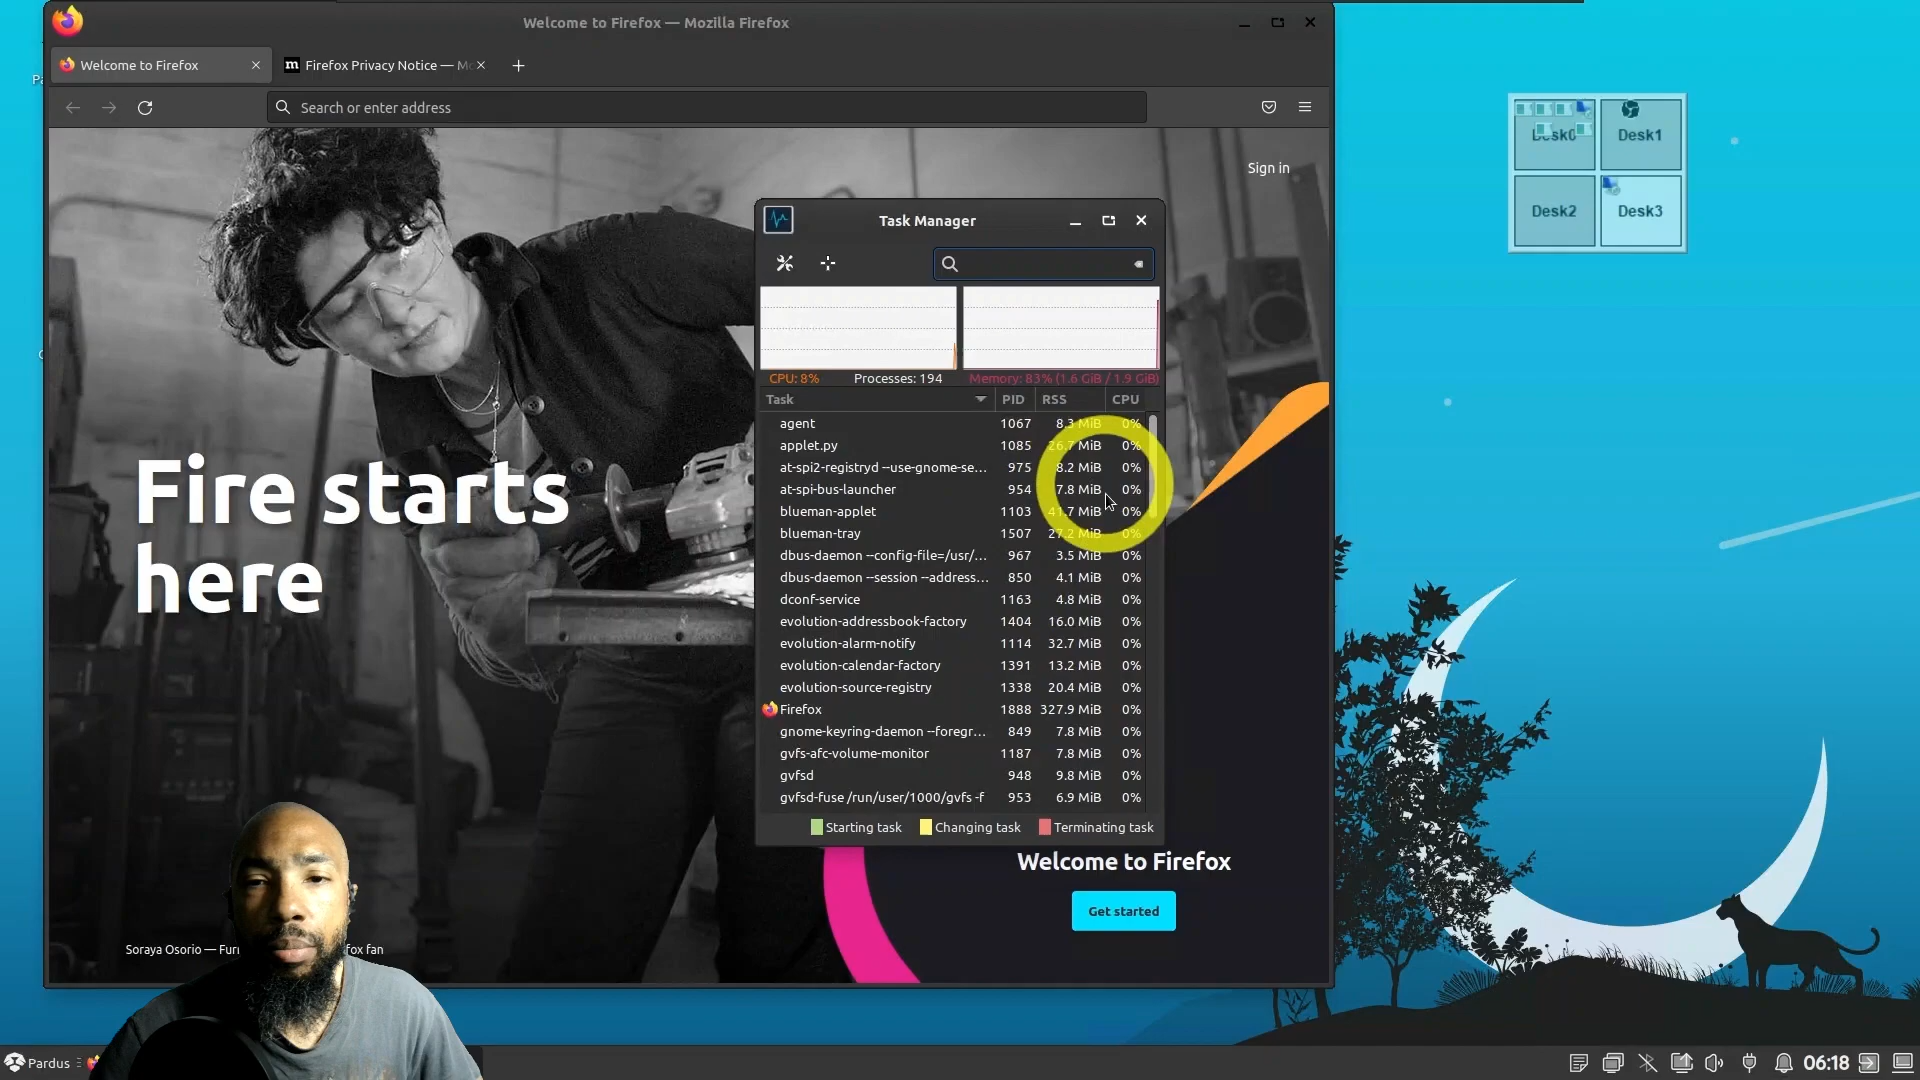 Welcome to Firefox — Mozilla Firefox
Welcome to Firefox
m Firefox Privacy Notice — Mo
Search or enter address
Sign in
Desk0 Desk1
Desk2 Desk3
Task Manager
CPU: 8% Processes: 194 Memory: 83% (1.6 GiB / 1.9 GiB)
Task PID RSS CPU
agent 1067 8.3 MiB 0%
applet.py 1085 26.7 MiB 0%
at-spi2-registryd --use-gnome-se... 975 8.2 MiB 0%
at-spi-bus-launcher 954 7.8 MiB 0%
blueman-applet 1103 41.7 MiB 0%
blueman-tray 1507 27.2 MiB 0%
dbus-daemon --config-file=/usr/... 967 3.5 MiB 0%
dbus-daemon --session --address... 850 4.1 MiB 0%
dconf-service 1163 4.8 MiB 0%
evolution-addressbook-factory 1404 16.0 MiB 0%
evolution-alarm-notify 1114 32.7 MiB 0%
evolution-calendar-factory 1391 13.2 MiB 0%
evolution-source-registry 1338 20.4 MiB 0%
Firefox 1888 327.9 MiB 0%
gnome-keyring-daemon --foregr... 849 7.8 MiB 0%
gvfs-afc-volume-monitor 1187 7.8 MiB 0%
gvfsd 948 9.8 MiB 0%
gvfsd-fuse /run/user/1000/gvfs -f 953 6.9 MiB 0%
Starting task Changing task Terminating task
Fire starts
here
Welcome to Firefox
Get started
Soraya Osorio — Furn
fox fan
Pardus
06:18